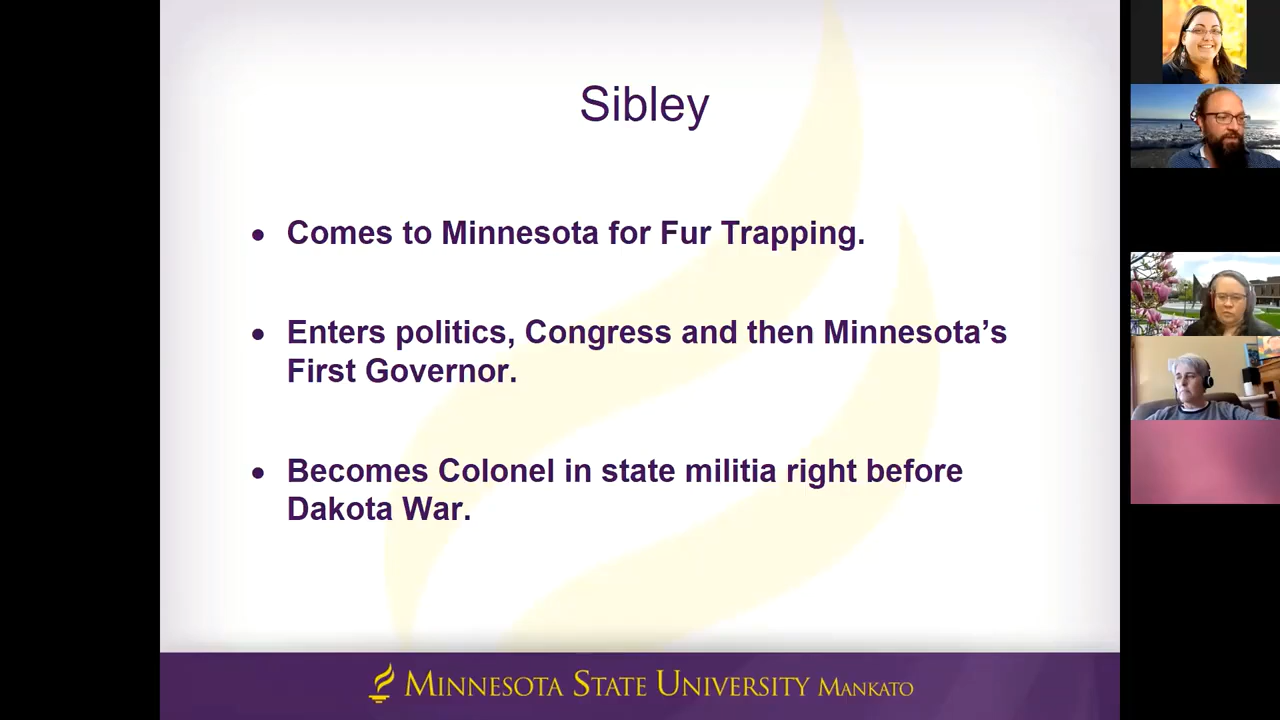 Sibley
• Comes to Minnesota for Fur Trapping.
• Enters politics, Congress and then Minnesota’s
First Governor.
• Becomes Colonel in state militia right before
Dakota War.
MINNESOTA STATE UNIVERSITY MANKATO